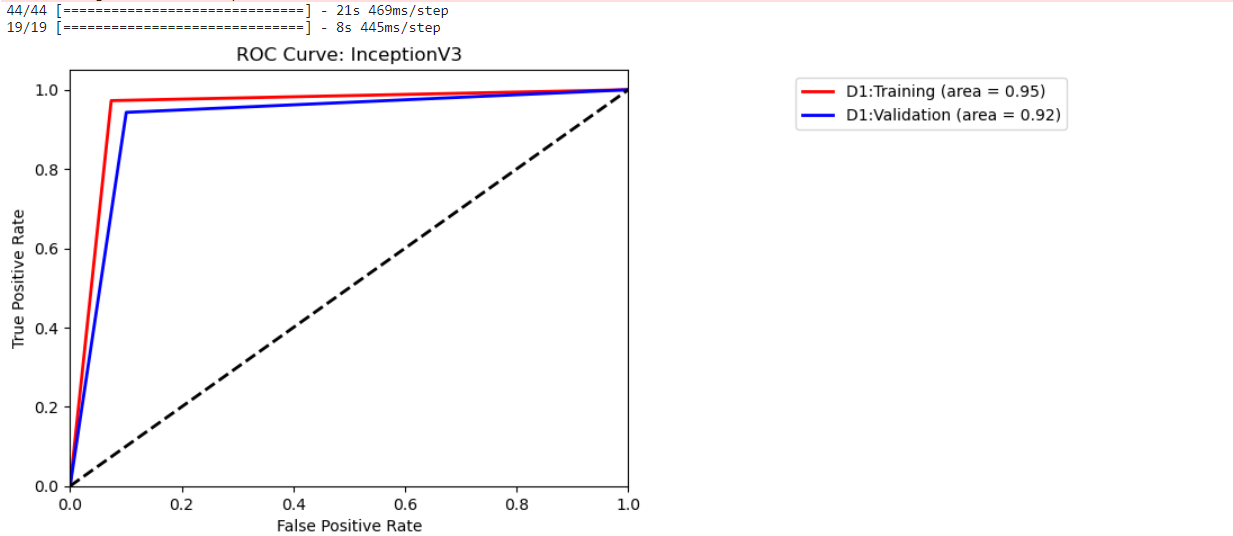 44/44 [==============================] - 21s 469ms/step
19/19 [==============================] - 8s 445ms/step
ROC Curve: InceptionV3
1.0
0.8
0.6
0.4
0.2
0.0
True Positive Rate
0.0 0.2 0.4 0.6 0.8 1.0
False Positive Rate
D1:Training (area = 0.95)
D1:Validation (area = 0.92)